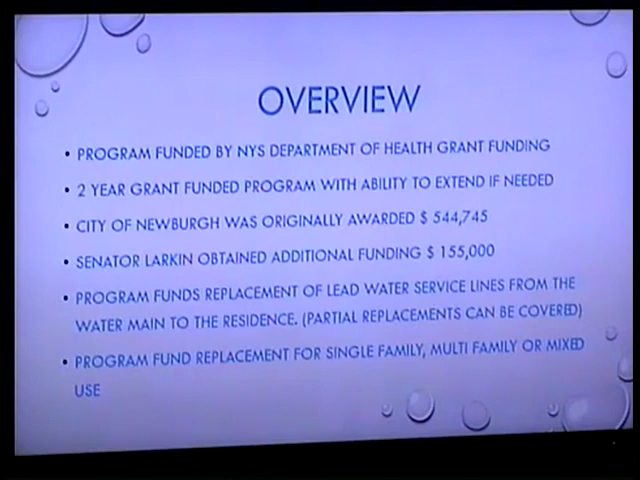 OVERVIEW
• PROGRAM FUNDED BY NYS DEPARTMENT OF HEALTH GRANT FUNDING
• 2 YEAR GRANT FUNDED PROGRAM WITH ABILITY TO EXTEND IF NEEDED
• CITY OF NEWBURGH WAS ORIGINALLY AWARDED $ 544,745
• SENATOR LARKIN OBTAINED ADDITIONAL FUNDING $ 155,000
• PROGRAM FUNDS REPLACEMENT OF LEAD WATER SERVICE LINES FROM THE
WATER MAIN TO THE RESIDENCE. (PARTIAL REPLACEMENTS CAN BE COVERED)
• PROGRAM FUND REPLACEMENT FOR SINGLE FAMILY, MULTI FAMILY OR MIXED
USE